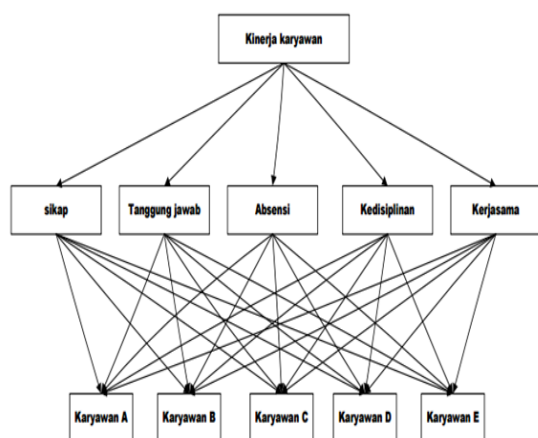 Kinerja karyawan
sikap
Tanggung jawab
Absensi
Kedisiplinan
Kerjasama
Karyawan A
Karyawan B
Karyawan C
Karyawan D
Karyawan E